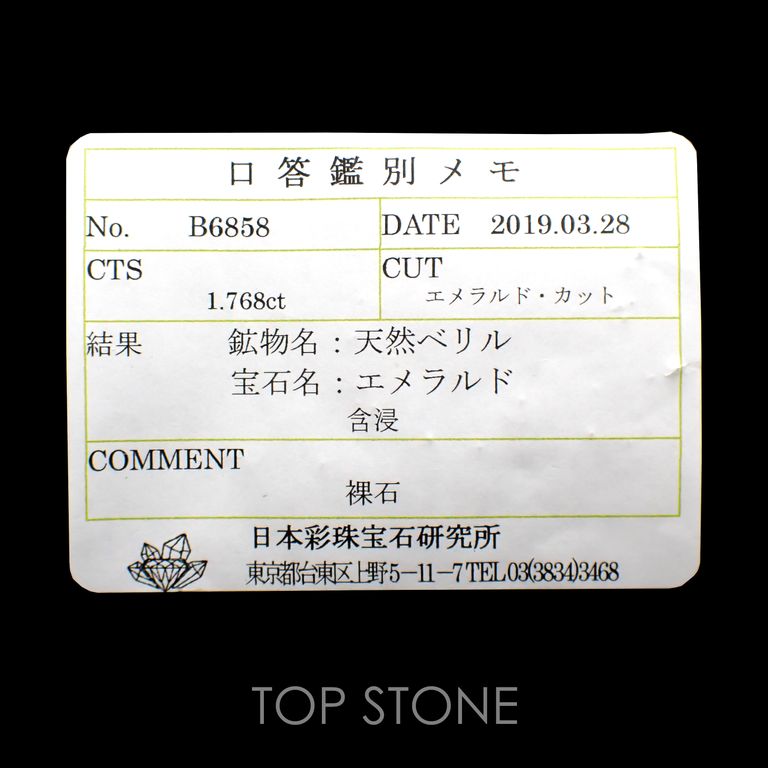 口答鑑別メモ
No. B6858
DATE 2019.03.28
CTS
1.768ct
CUT
エメラルド・カット
結果 鉱物名：天然ベリル
宝石名：エメラルド
含浸
COMMENT
裸石
日本彩珠宝石研究所
東京都台東区上野5－11－7 TEL 03(3834)3468
TOP STONE